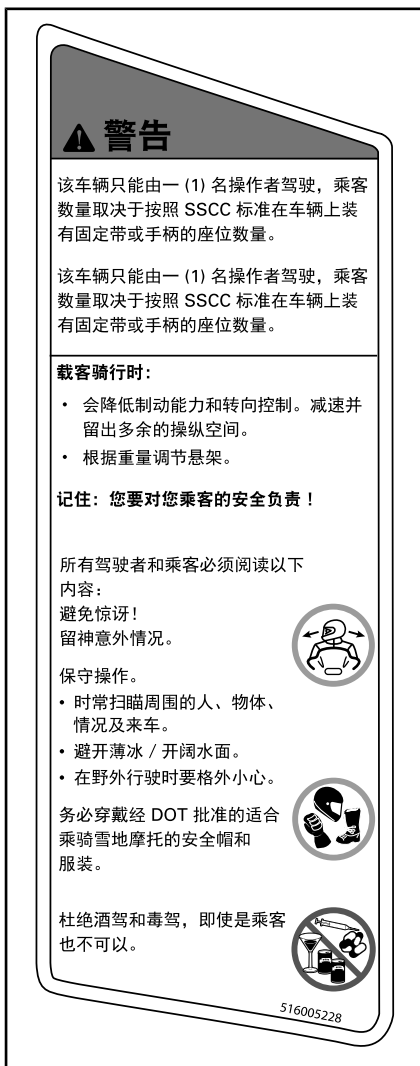 警告
该车辆只能由一 (1) 名操作者驾驶，乘客
数量取决于按照 SSCC 标准在车辆上装
有固定带或手柄的座位数量。
该车辆只能由一 (1) 名操作者驾驶，乘客
数量取决于按照 SSCC 标准在车辆上装
有固定带或手柄的座位数量。
载客骑行时：
• 会降低制动能力和转向控制。减速并
留出多余的操纵空间。
• 根据重量调节悬架。
记住：您要对您乘客的安全负责！
所有驾驶者和乘客必须阅读以下
内容：
避免惊讶！
留神意外情况。
保守操作。
• 时常扫瞄周围的人、物体、
情况及来车。
• 避开薄冰 / 开阔水面。
• 在野外行驶时要格外小心。
务必穿戴经 DOT 批准的适合
乘骑雪地摩托的安全帽和
服装。
杜绝酒驾和毒驾，即使是乘客
也不可以。
516005228